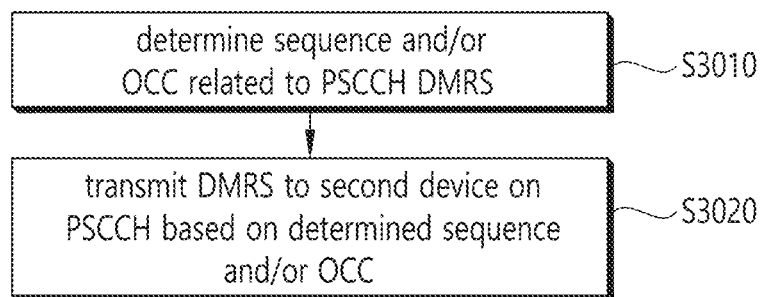 determine sequence and/or
OCC related to PSCCH DMRS
S3010
transmit DMRS to second device on
PSCCH based on determined sequence
and/or OCC
S3020